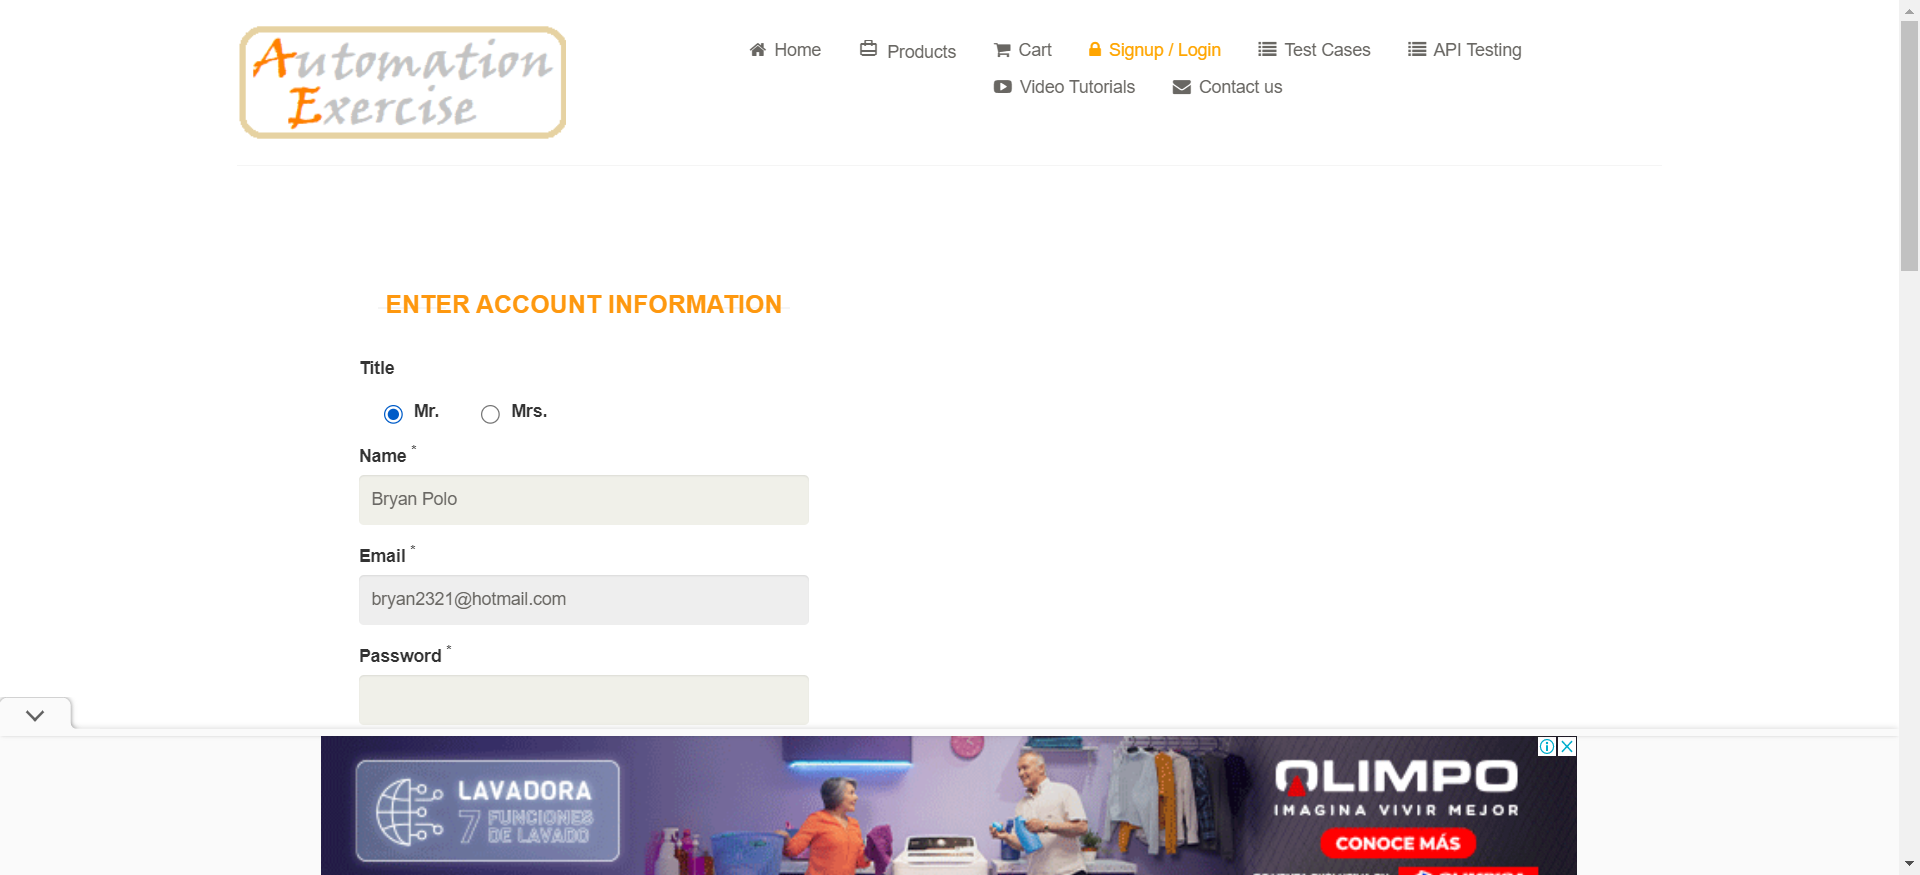 Automation
Exercise
Home
Products
Cart
Signup / Login
Test Cases
API Testing
Video Tutorials
Contact us
ENTER ACCOUNT INFORMATION
Title
Mr.
Mrs.
Name *
Bryan Polo
Email *
bryan2321@hotmail.com
Password *
LAVADORA
7 FUNCIONES
DE LAVADO
OLIMPO
IMAGINA VIVIR MEJOR
CONOCE MÁS